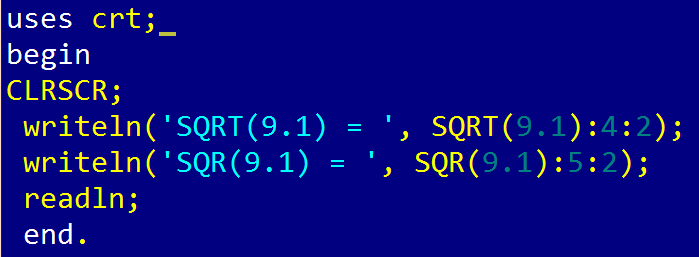 uses crt;_
begin
CLRSCR;
writeln('SQRT(9.1) = ', SQRT(9.1):4:2);
writeln('SQR(9.1) = ', SQR(9.1):5:2);
readln;
end.